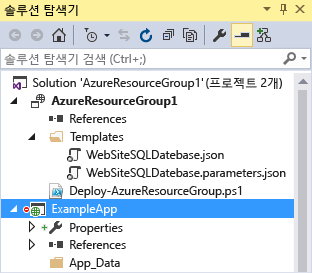 솔루션 탐색기
솔루션 탐색기 검색 (Ctrl+;)
Solution 'AzureResourceGroup1'(프로젝트 2개)
AzureResourceGroup1
References
Templates
WebSiteSQLDatebase.json
WebSiteSQLDatebase.parameters.json
Deploy-AzureResourceGroup.ps1
ExampleApp
Properties
References
App_Data